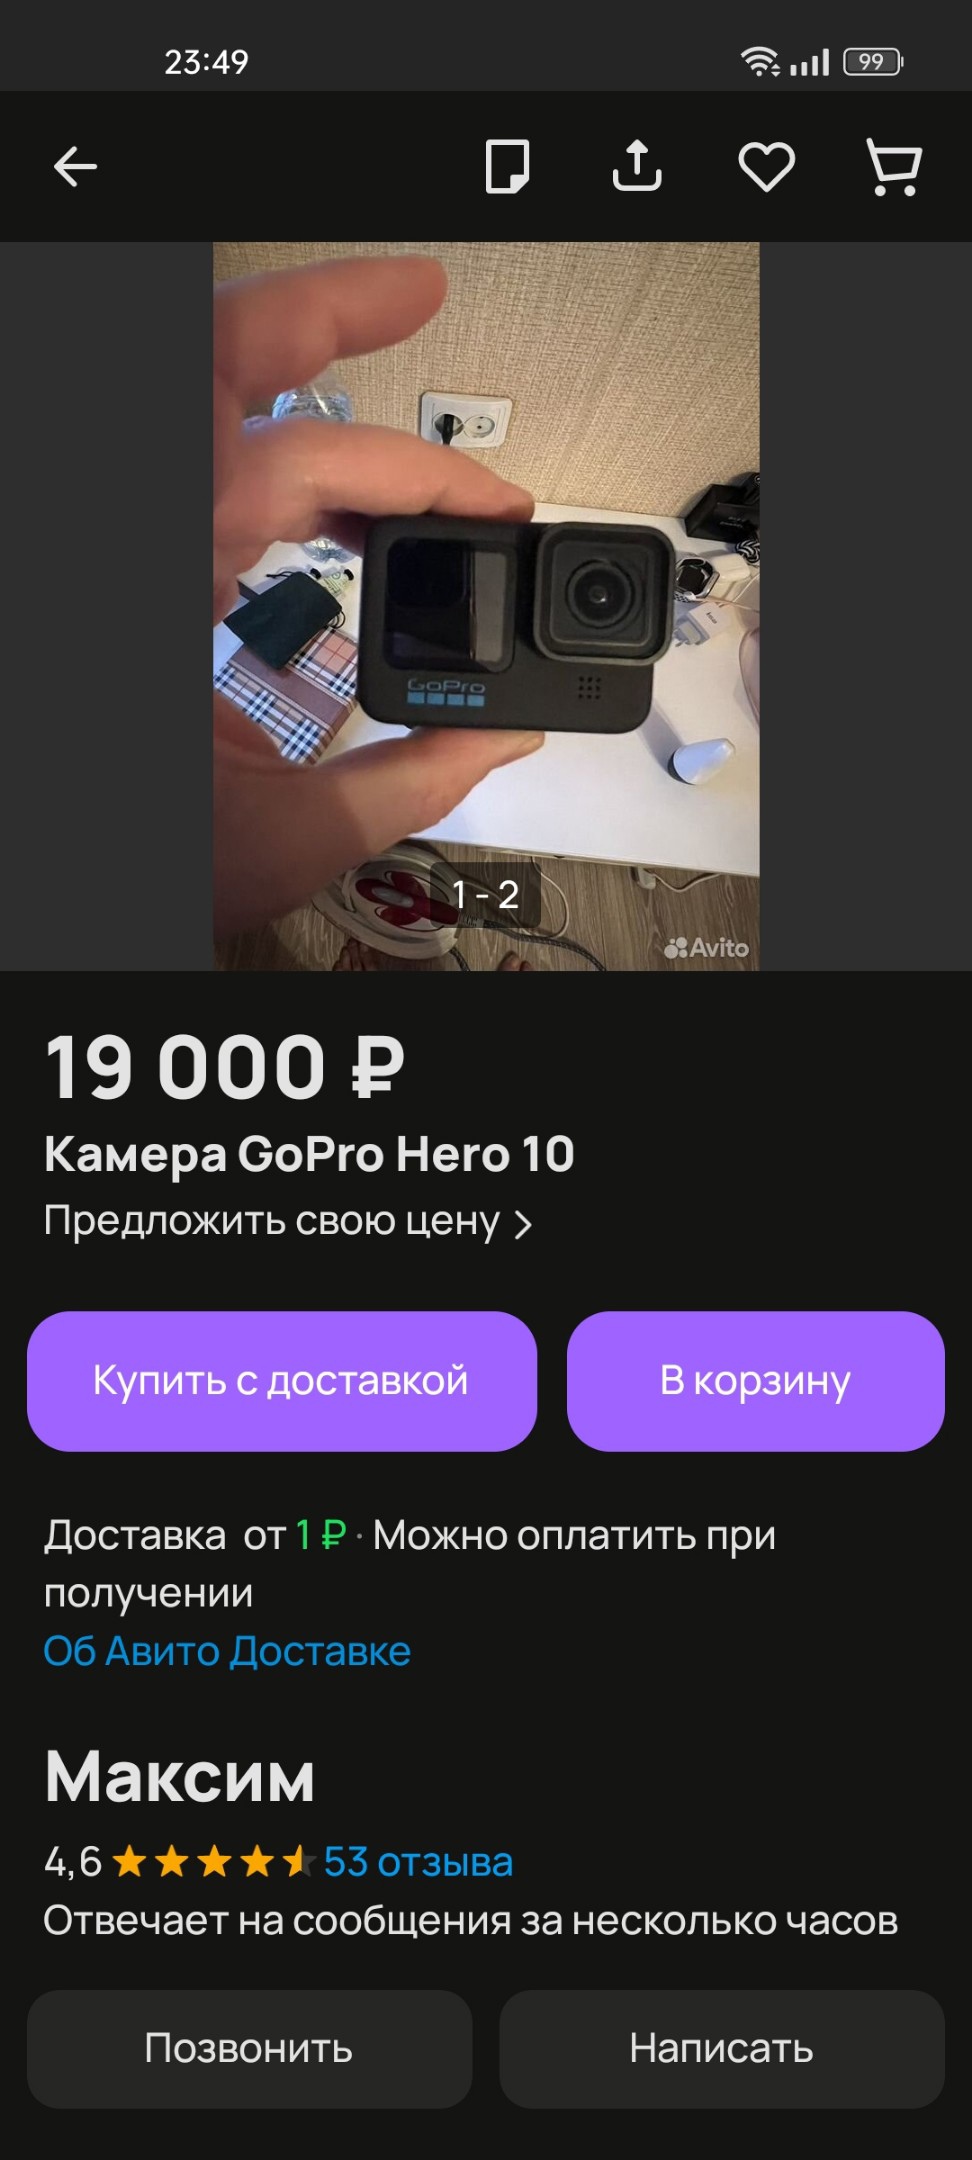 23:49
99
GoPro
1 - 2
Avito
19 000 ₽
Камера GoPro Hero 10
Предложить свою цену
Купить с доставкой
В корзину
Доставка от 1 ₽ · Можно оплатить при
получении
Об Авито Доставке
Максим
4,6 53 отзыва
Отвечает на сообщения за несколько часов
Позвонить
Написать